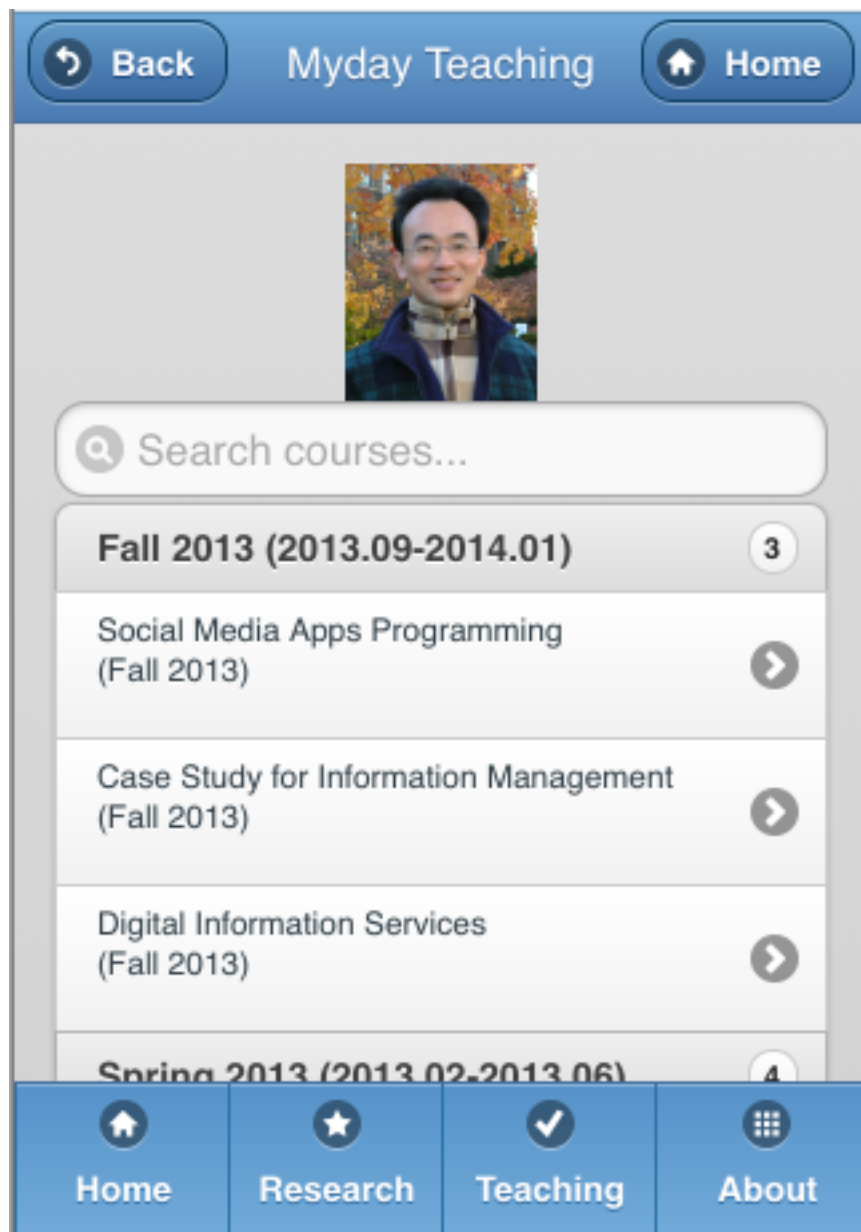 Back
Myday Teaching
Home
Search courses...
Fall 2013 (2013.09-2014.01)
3
Social Media Apps Programming
(Fall 2013)
Case Study for Information Management
(Fall 2013)
Digital Information Services
(Fall 2013)
Spring 2013 (2013.02-2013.06)
4
Home
Research
Teaching
About